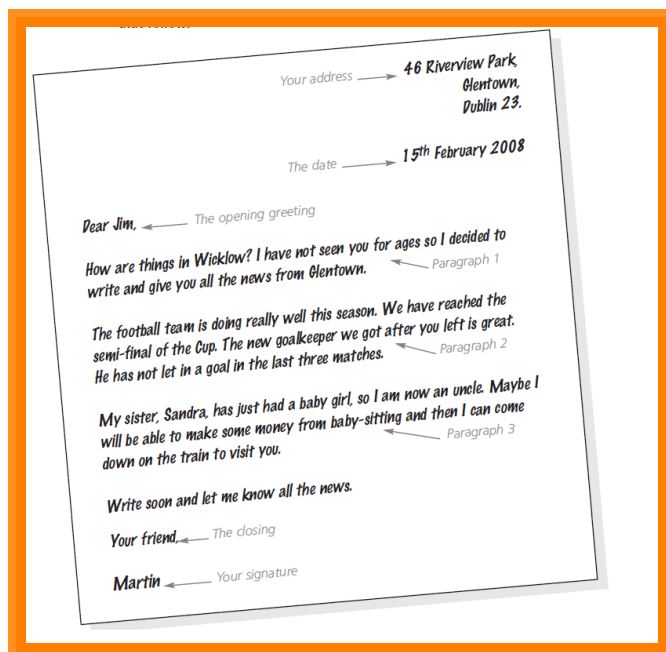 Your address
46 Riverview Park,
Glentown,
Dublin 23.
The date
15th February 2008
Dear Jim,
The opening greeting
How are things in Wicklow? I have not seen you for ages so I decided to
write and give you all the news from Glentown.
Paragraph 1
The football team is doing really well this season. We have reached the
semi-final of the Cup. The new goalkeeper we got after you left is great.
He has not let in a goal in the last three matches.
Paragraph 2
My sister, Sandra, has just had a baby girl, so I am now an uncle. Maybe I
will be able to make some money from baby-sitting and then I can come
down on the train to visit you.
Paragraph 3
Write soon and let me know all the news.
Your friend,
The closing
Martin
Your signature